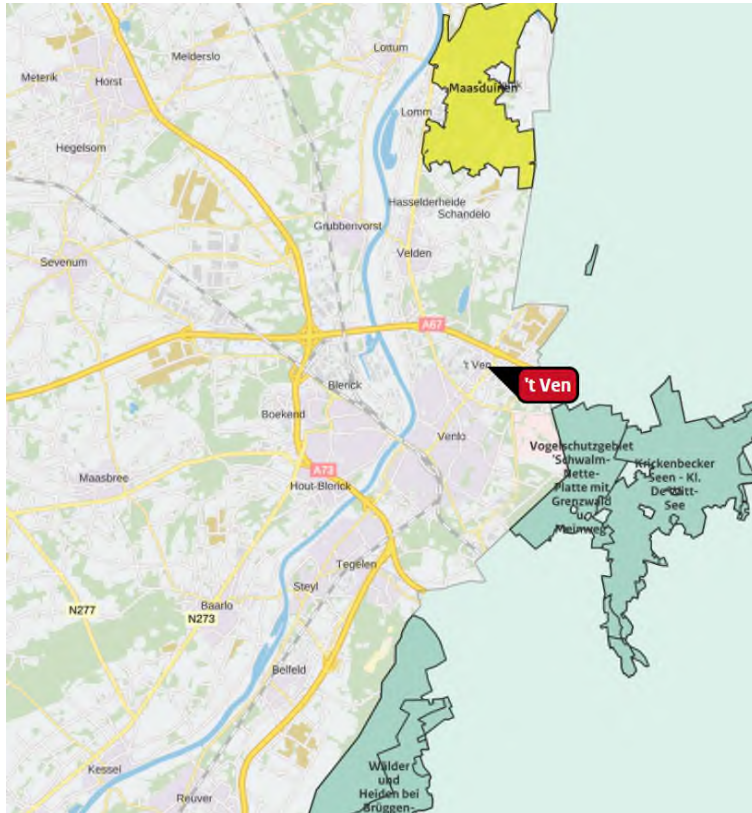 Lottum
Melderslo
Meterik
Horst
Maasduinen
Lomm
Hegelsom
Hasselderheide
Schandelo
Grubbenvorst
Velden
Sevenum
A67
't Ven
't Ven
Blerick
Boekend
Venlo
Vogelschutzgebiet
'Schwalm-
Nette-
Platte mit
Grenzwald
u.
Meinweg'
Krickenbecker
Seen - Kl.
De Witt-
See
A73
Maasbree
Hout-Blerick
Tegelen
Steyl
N277
Baarlo
N273
Belfeld
Kessel
Reuver
Wälder
und
Heiden bei
Brüggen-